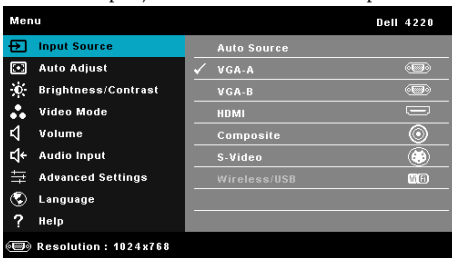 Menu Dell 4220
Input Source Auto Source
Auto Adjust VGA-A
Brightness/Contrast VGA-B
Video Mode HDMI
Volume Composite
Audio Input S-Video
Advanced Settings Wireless/USB WiFi
Language
? Help
Resolution : 1024x768